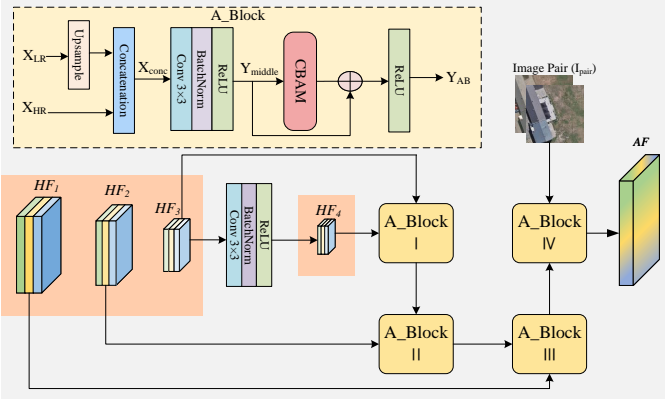 A_Block
X_LR
Upsample
Concatenation
X_conc
Conv 3×3
BatchNorm
ReLU
Y_middle
CBAM
ReLU
Y_AB
X_HR
Image Pair (I_pair)
HF_1
HF_2
HF_3
Conv 3×3
BatchNorm
ReLU
HF_4
A_Block
I
A_Block
IV
AF
A_Block
II
A_Block
III